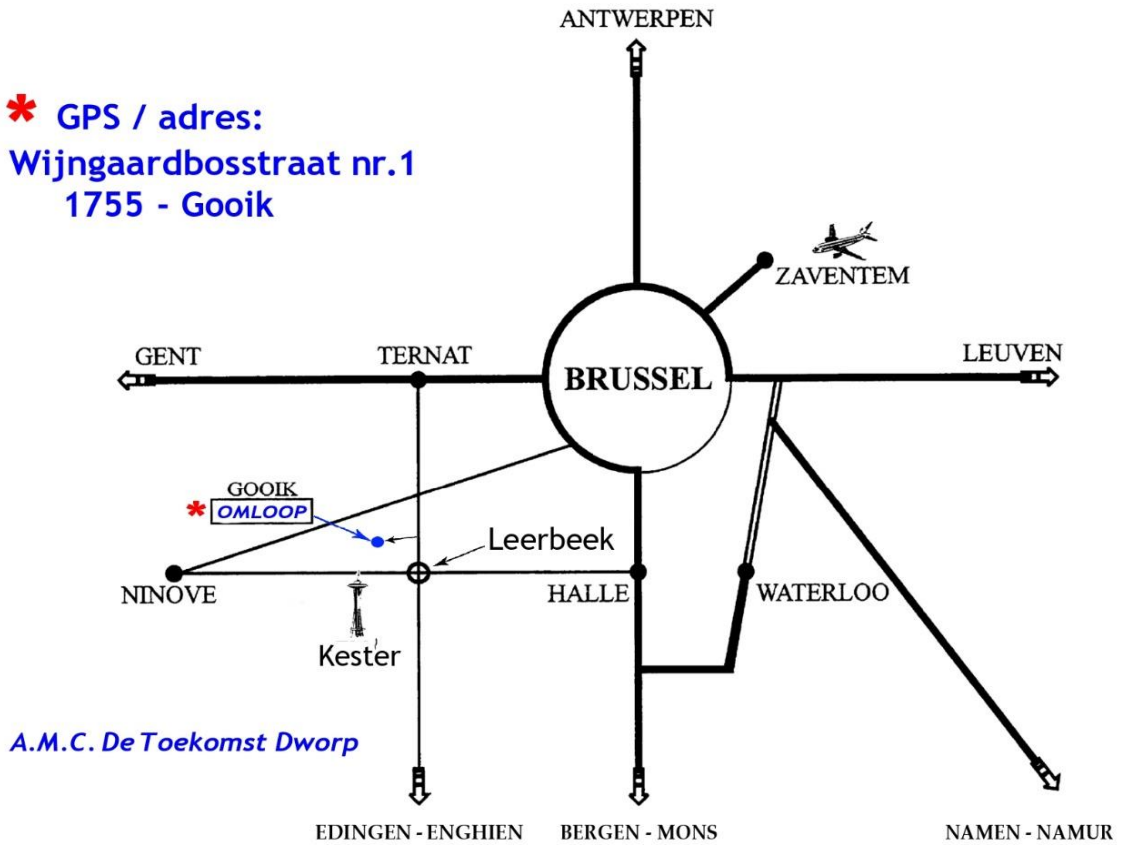 ANTWERPEN
* GPS / adres:
Wijngaardbosstraat nr.1
1755 - Gooik
ZAVENTEM
GENT
TERNAT
BRUSSEL
LEUVEN
GOOIK
* OMLOOP
Leerbeek
NINOVE
HALLE
WATERLOO
Kester
A.M.C. De Toekomst Dworp
EDINGEN - ENGHIEN
BERGEN - MONS
NAMEN - NAMUR